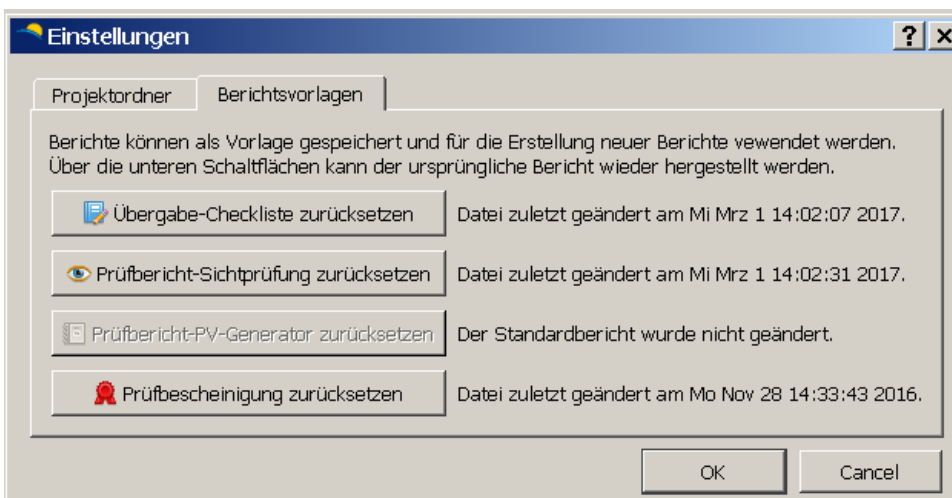 Einstellungen
Projektordner Berichtsvorlagen
Berichte können als Vorlage gespeichert und für die Erstellung neuer Berichte vewendet werden.
Über die unteren Schaltflächen kann der ursprüngliche Bericht wieder hergestellt werden.
Übergabe-Checkliste zurücksetzen Datei zuletzt geändert am Mi Mrz 1 14:02:07 2017.
Prüfbericht-Sichtprüfung zurücksetzen Datei zuletzt geändert am Mi Mrz 1 14:02:31 2017.
Prüfbericht-PV-Generator zurücksetzen Der Standardbericht wurde nicht geändert.
Prüfbescheinigung zurücksetzen Datei zuletzt geändert am Mo Nov 28 14:33:43 2016.
OK Cancel